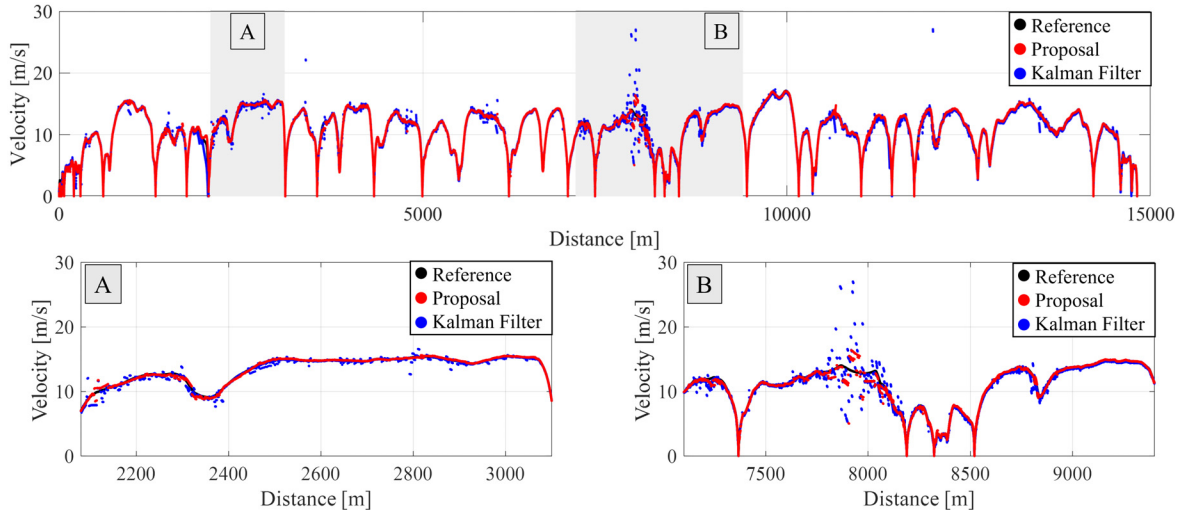 30
20
10
0
Velocity [m/s]
A
B
Reference
Proposal
Kalman Filter
0
5000
10000
15000
Distance [m]
30
20
10
0
Velocity [m/s]
A
Reference
Proposal
Kalman Filter
2200
2400
2600
2800
3000
Distance [m]
30
20
10
0
Velocity [m/s]
B
Reference
Proposal
Kalman Filter
7500
8000
8500
9000
Distance [m]